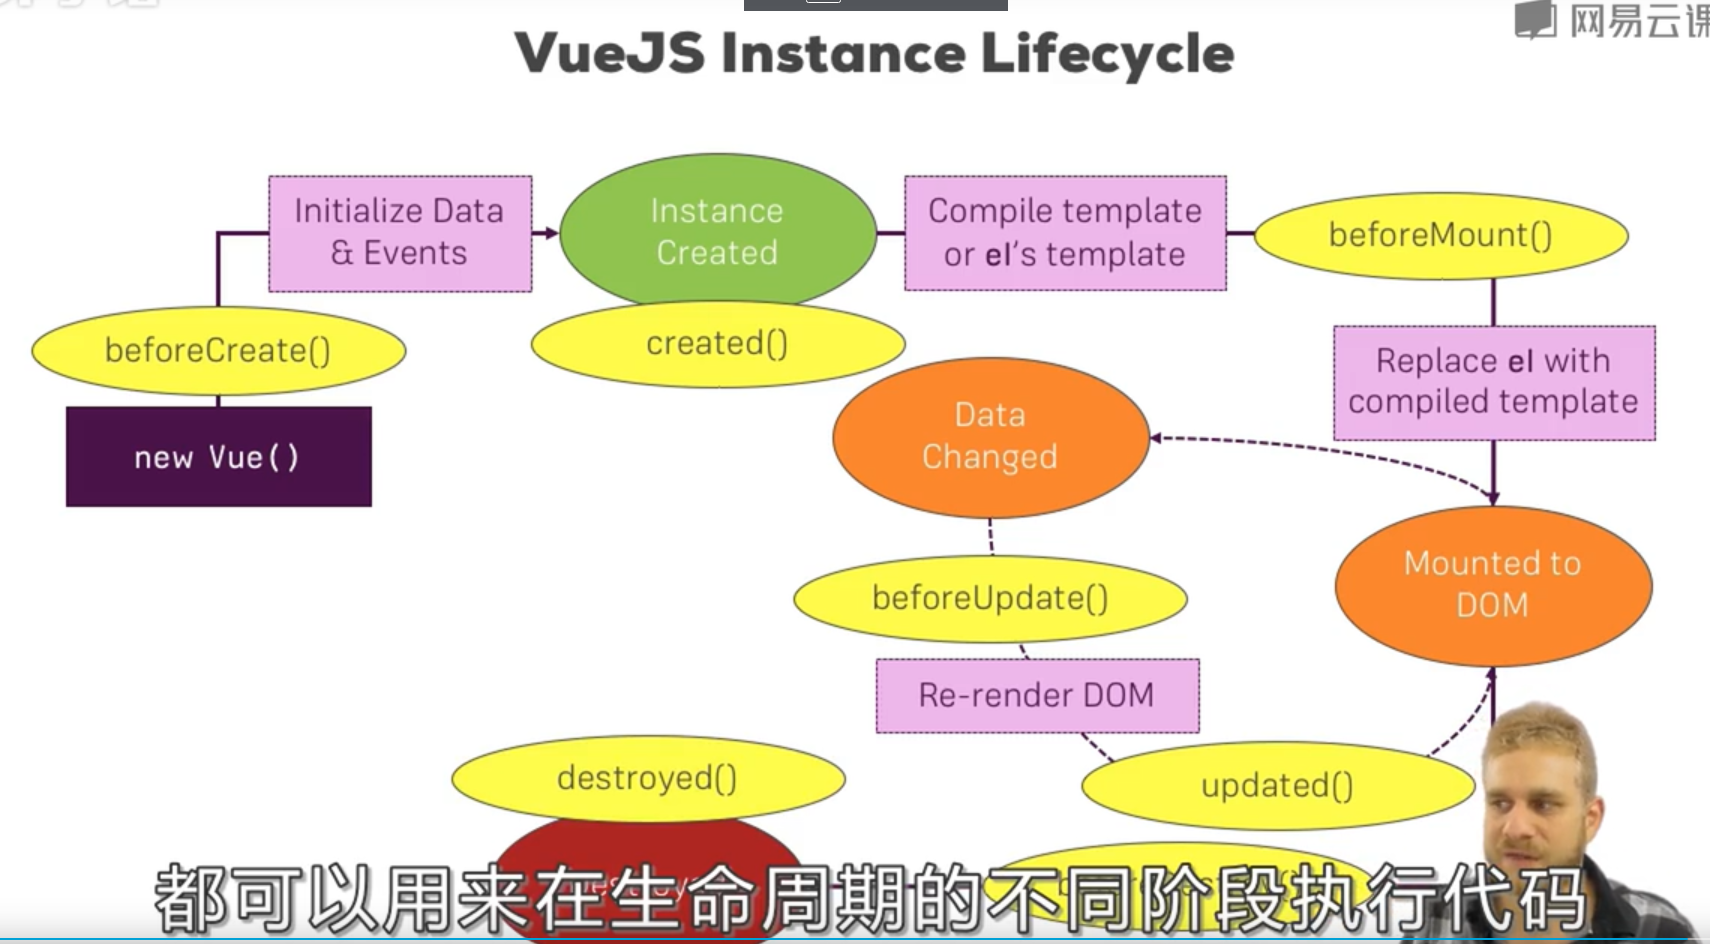 网易云课
VueJS Instance Lifecycle
Initialize Data
& Events
Instance
Created
Compile template
or el's template
beforeMount()
beforeCreate()
created()
Replace el with
compiled template
new Vue()
Data
Changed
Mounted to
DOM
beforeUpdate()
Re-render DOM
destroyed()
updated()
都可以用来在生命周期的不同阶段执行代码